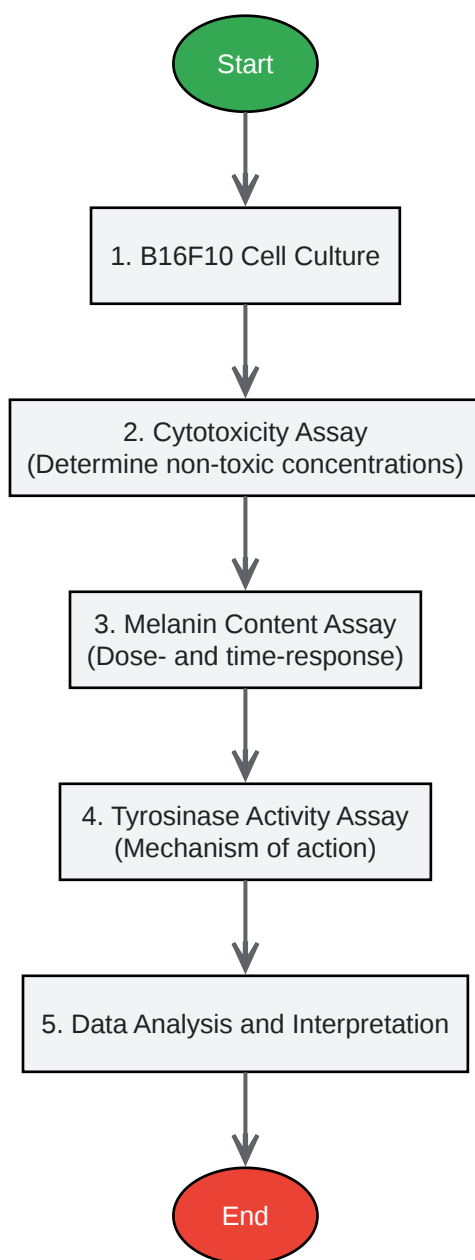 Start
1. B16F10 Cell Culture
2. Cytotoxicity Assay
(Determine non-toxic concentrations)
3. Melanin Content Assay
(Dose- and time-response)
4. Tyrosinase Activity Assay
(Mechanism of action)
5. Data Analysis and Interpretation
End